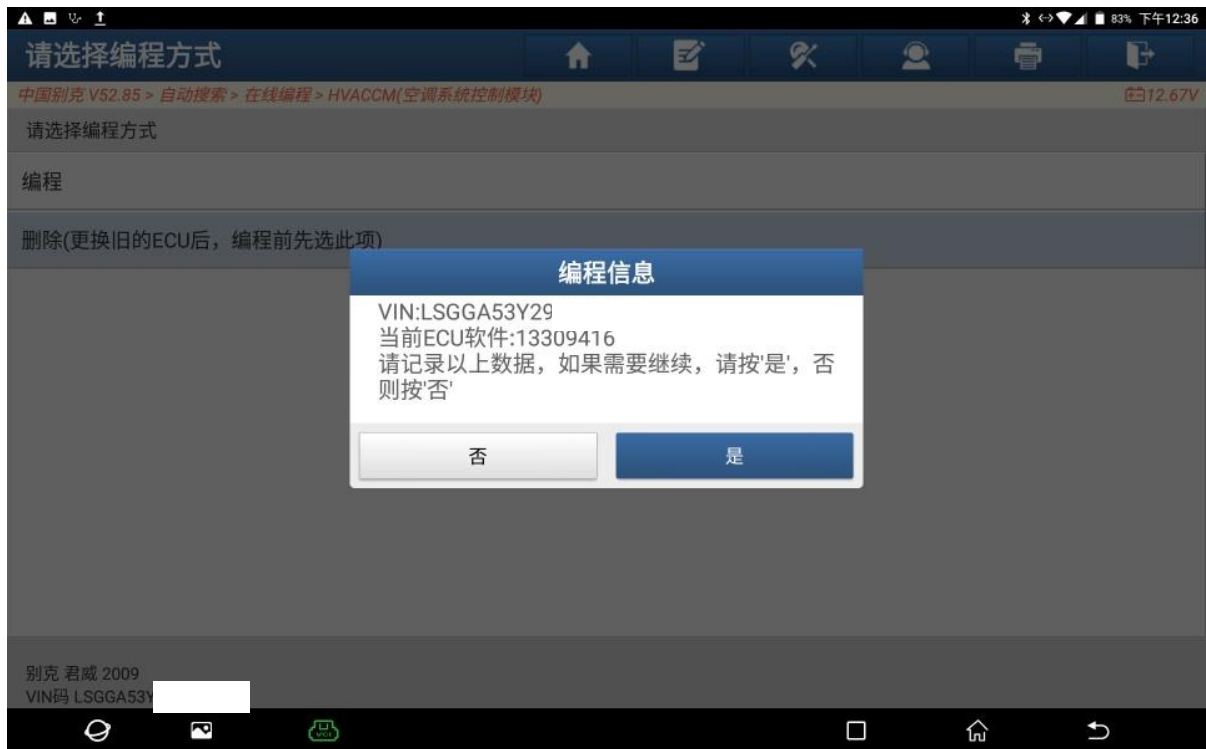 83% 下午12:36
请选择编程方式
中国别克 V52.85 > 自动搜索 > 在线编程 > HVACCM(空调系统控制模块)
12.67V
请选择编程方式
编程
删除(更换旧的ECU后，编程前先选此项)
编程信息
VIN:LSGGA53Y29
当前ECU软件:13309416
请记录以上数据，如果需要继续，请按'是'，否
则按'否'
否
是
别克 君威 2009
VIN码 LSGGA53Y
VCI